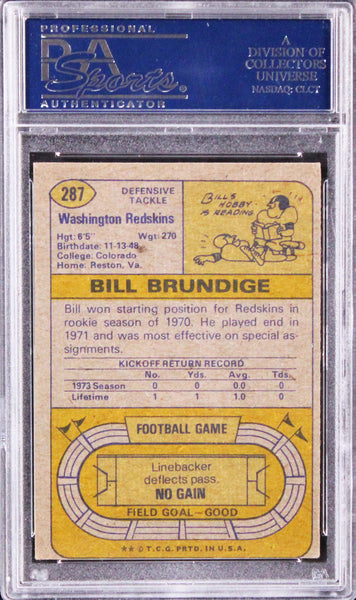 PROFESSIONAL
PSA
Sports®
AUTHENTICATOR
A
DIVISION OF
COLLECTORS
UNIVERSE
NASDAQ: CLCT
287
DEFENSIVE
TACKLE
Washington Redskins
Hgt: 6'5" Wgt: 270
Birthdate: 11-13-48
College: Colorado
Home: Reston, Va.
BILL'S
HOBBY
IS READING
BILL BRUNDIGE
Bill won starting position for Redskins in
rookie season of 1970. He played end in
1971 and was most effective on special as-
signments.
KICKOFF RETURN RECORD
No. Yds. Avg. Tds.
1973 Season 0 0 0.0 0
Lifetime 1 1 1.0 0
FOOTBALL GAME
Linebacker
deflects pass.
NO GAIN
FIELD GOAL—GOOD
** © T.C.G. PRTD. IN U.S.A.